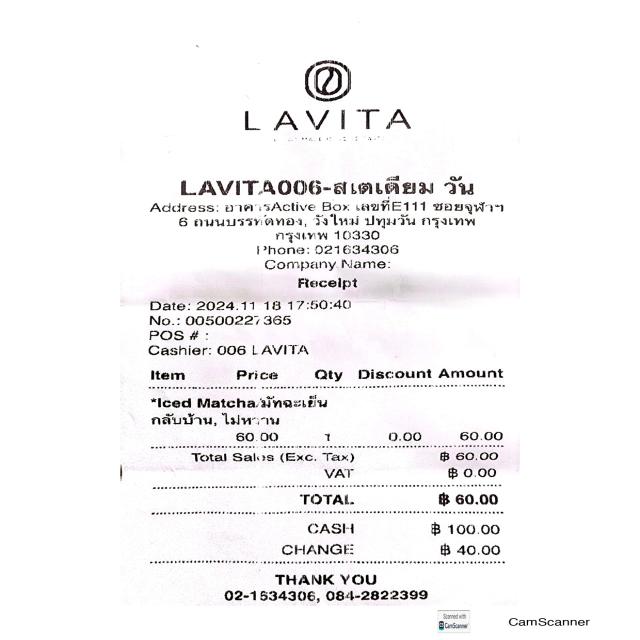 LAVITA
LAVITA006-สเตเดียม วัน
Address: อาคารActive Box เลขที่E111 ซอยจุฬาฯ
6 ถนนบรรทัดทอง, วังใหม่ ปทุมวัน กรุงเทพ
กรุงเทพ 10330
Phone: 021634306
Company Name:
Receipt
Date: 2024.11.18 17:50:40
No.: 00500227365
POS # :
Cashier: 006 LAVITA
Item Price Qty Discount Amount
*Iced Matcha/มัทฉะเย็น
กลับบ้าน, ไม่หวาน
60.00 1 0.00 60.00
Total Sales (Exc. Tax) ฿ 60.00
VAT ฿ 0.00
TOTAL ฿ 60.00
CASH ฿ 100.00
CHANGE ฿ 40.00
THANK YOU
02-1634306, 084-2822399
Scanned with
CamScanner
CamScanner